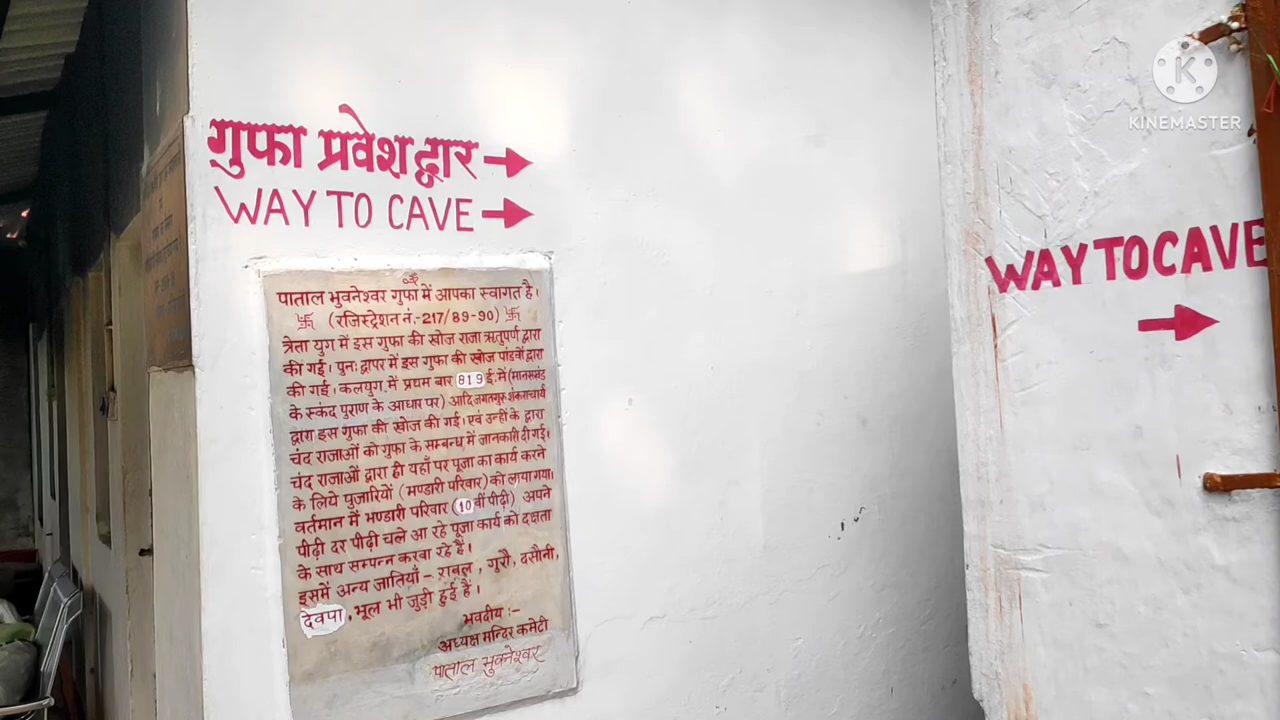 गुफा प्रवेश द्वार →
WAY TO CAVE →
ॐ
पाताल भुवनेश्वर गुफा में आपका स्वागत है।
卐 (रजिस्ट्रेशन नं.-217/89-90) 卐
त्रेता युग में इस गुफा की खोज राजा ऋतुपर्ण द्वारा
की गई। पुनः द्वापर में इस गुफा की खोज पांडवों द्वारा
की गई। कलयुग में प्रथम बार 819 ई. में (मानसखंड
के स्कंद पुराण के आधार पर) आदि जगतगुरु शंकराचार्य
द्वारा इस गुफा की खोज की गई। एवं उन्हीं के द्वारा
चंद राजाओं को गुफा के सम्बन्ध में जानकारी दी गई।
चंद राजाओं द्वारा ही यहाँ पर पूजा का कार्य करने
के लिये पुजारियों (भण्डारी परिवार) को लाया गया।
वर्तमान में भण्डारी परिवार (10 वीं पीढ़ी) अपने
पीढ़ी दर पीढ़ी चले आ रहे पूजा कार्य को दक्षता
के साथ सम्पन्न करवा रहे हैं।
इसमें अन्य जातियाँ - रावल, गुरौ, दसौनी,
देवपा, भूल भी जुड़ी हुई हैं।
भवदीय :-
अध्यक्ष मन्दिर कमेटी
पाताल भुवनेश्वर
WAY TO CAVE
→
K
KINEMASTER